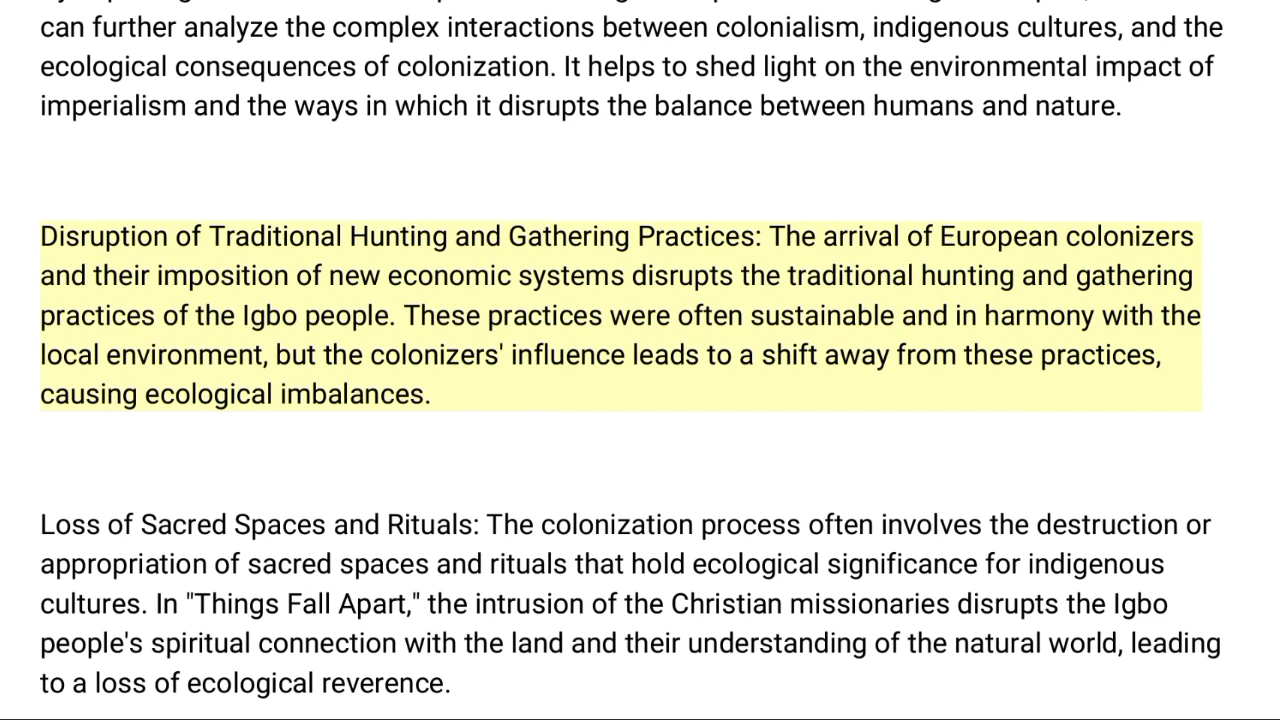 can further analyze the complex interactions between colonialism, indigenous cultures, and the
ecological consequences of colonization. It helps to shed light on the environmental impact of
imperialism and the ways in which it disrupts the balance between humans and nature.
Disruption of Traditional Hunting and Gathering Practices: The arrival of European colonizers
and their imposition of new economic systems disrupts the traditional hunting and gathering
practices of the Igbo people. These practices were often sustainable and in harmony with the
local environment, but the colonizers' influence leads to a shift away from these practices,
causing ecological imbalances.
Loss of Sacred Spaces and Rituals: The colonization process often involves the destruction or
appropriation of sacred spaces and rituals that hold ecological significance for indigenous
cultures. In "Things Fall Apart," the intrusion of the Christian missionaries disrupts the Igbo
people's spiritual connection with the land and their understanding of the natural world, leading
to a loss of ecological reverence.